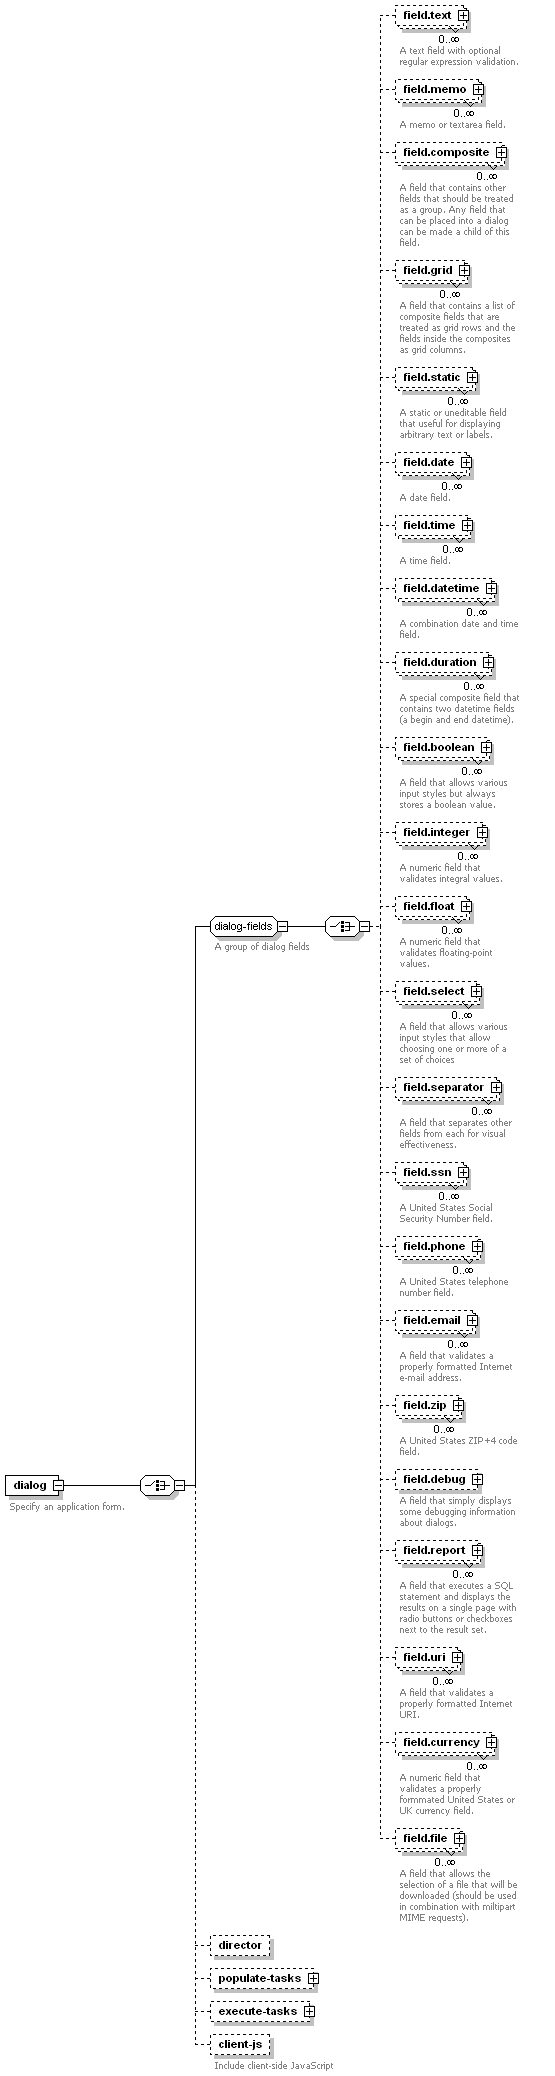 field.text
0..∞
A text field with optional
regular expression validation.
field.memo
0..∞
A memo or textarea field.
field.composite
0..∞
A field that contains other
fields that should be treated
as a group. Any field that
can be placed into a dialog
can be made a child of this
field.
field.grid
0..∞
A field that contains a list of
composite fields that are
treated as grid rows and the
fields inside the composites
as grid columns.
field.static
0..∞
A static or uneditable field
that useful for displaying
arbitrary text or labels.
field.date
0..∞
A date field.
field.time
0..∞
A time field.
field.datetime
0..∞
A combination date and time
field.
field.duration
0..∞
A special composite field that
contains two datetime fields
(a begin and end datetime).
field.boolean
0..∞
A field that allows various
input styles but always
stores a boolean value.
field.integer
0..∞
A numeric field that
validates integral values.
dialog-fields
A group of dialog fields
field.float
0..∞
A numeric field that
validates floating-point
values.
field.select
0..∞
A field that allows various
input styles that allow
choosing one or more of a
set of choices
field.separator
0..∞
A field that separates other
fields from each for visual
effectiveness.
field.ssn
0..∞
A United States Social
Security Number field.
field.phone
0..∞
A United States telephone
number field.
field.email
0..∞
A field that validates a
properly formatted Internet
e-mail address.
field.zip
0..∞
A United States ZIP+4 code
field.
dialog
Specify an application form.
field.debug
A field that simply displays
some debugging information
about dialogs.
field.report
0..∞
A field that executes a SQL
statement and displays the
results on a single page with
radio buttons or checkboxes
next to the result set.
field.uri
0..∞
A field that validates a
properly formatted Internet
URI.
field.currency
0..∞
A numeric field that
validates a properly
formmated United States or
UK currency field.
field.file
0..∞
A field that allows the
selection of a file that will be
downloaded (should be used
in combination with miltipart
MIME requests).
director
populate-tasks
execute-tasks
client-js
Include client-side JavaScript